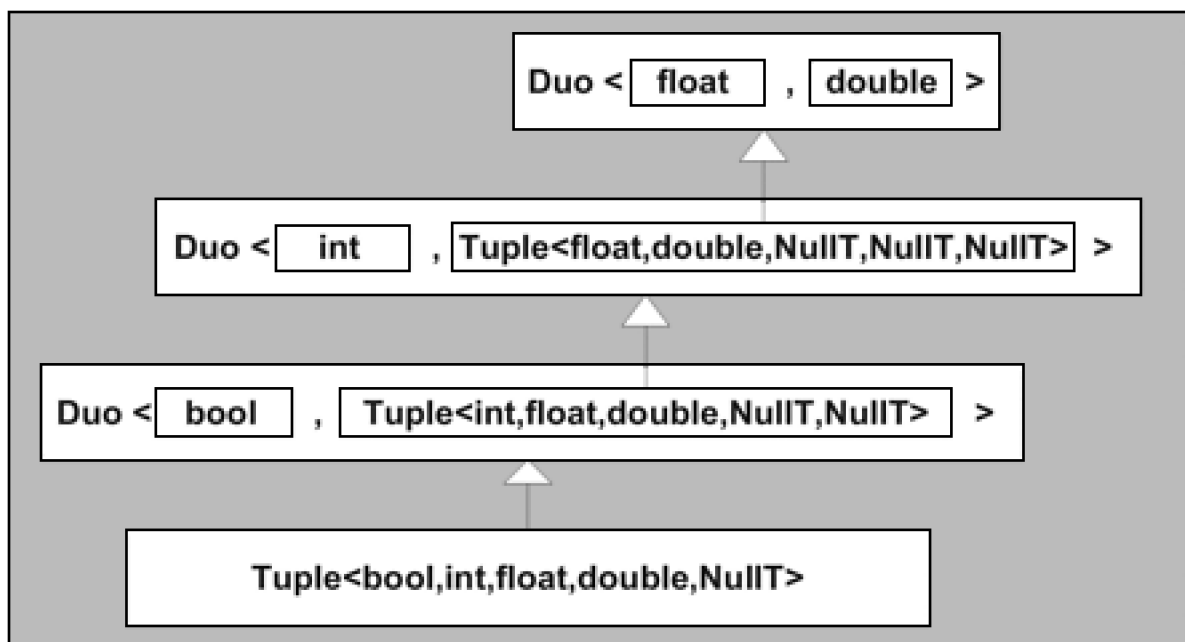 Duo < float , double >
Duo < int , Tuple<float,double,NullT,NullT,NullT> >
Duo < bool , Tuple<int,float,double,NullT,NullT> >
Tuple<bool,int,float,double,NullT>